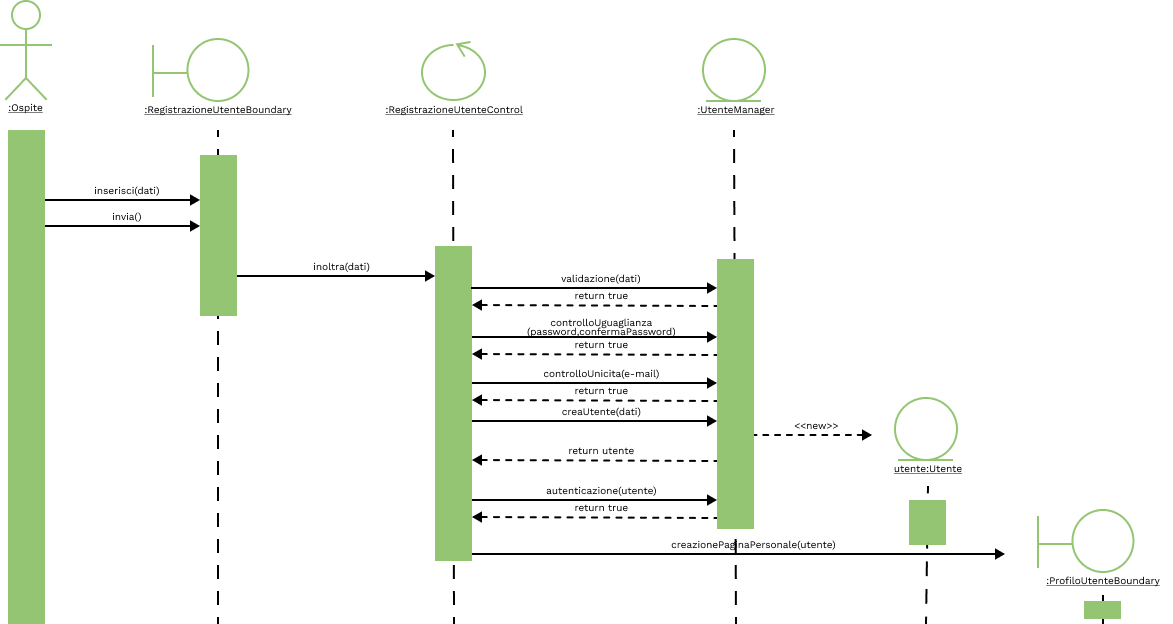 :Ospite
:RegistrazioneUtenteBoundary
:RegistrazioneUtenteControl
:UtenteManager
inserisci(dati)
invia()
inoltra(dati)
validazione(dati)
return true
controlloUguaglianza
(password,confermaPassword)
return true
controlloUnicita(e-mail)
return true
creaUtente(dati)
<<new>>
return utente
utente:Utente
autenticazione(utente)
return true
creazionePaginaPersonale(utente)
:ProfiloUtenteBoundary